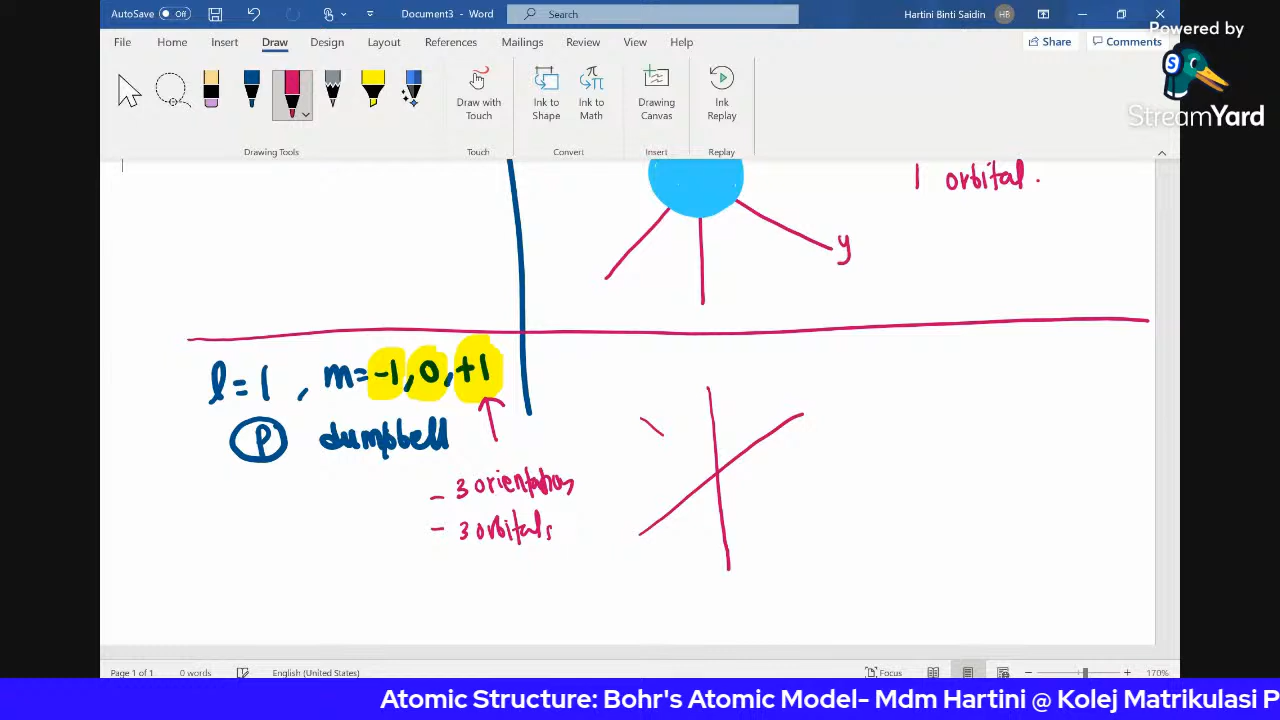 AutoSave Off Document3 - Word Search Hartini Binti Saidin HB
File Home Insert Draw Design Layout References Mailings Review View Help Share Comments
Powered by
StreamYard
Draw with Touch
Ink to Shape
Ink to Math
Drawing Canvas
Ink Replay
Drawing Tools Touch Convert Insert Replay
1 orbital.
y
l = 1, m = -1, 0, +1
P dumpbell
- 3 orientations
- 3 orbitals
Page 1 of 1 0 words English (United States) Focus 170%
Atomic Structure: Bohr's Atomic Model- Mdm Hartini @ Kolej Matrikulasi P